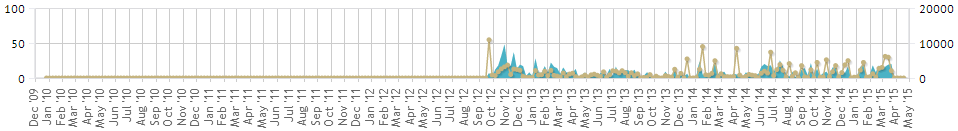 100 20000
50 10000
0 0
Dec '09 Jan '10 Feb '10 Mar '10 Apr '10 May '10 Jun '10 Jul '10 Aug '10 Sep '10 Oct '10 Nov '10 Dec '10 Jan '11 Feb '11 Mar '11 Apr '11 May '11 Jun '11 Jul '11 Aug '11 Sep '11 Oct '11 Nov '11 Dec '11 Jan '12 Feb '12 Mar '12 Apr '12 May '12 Jun '12 Jul '12 Aug '12 Sep '12 Oct '12 Nov '12 Dec '12 Jan '13 Feb '13 Mar '13 Apr '13 May '13 Jun '13 Jul '13 Aug '13 Sep '13 Oct '13 Nov '13 Dec '13 Jan '14 Feb '14 Mar '14 Apr '14 May '14 Jun '14 Jul '14 Aug '14 Sep '14 Oct '14 Nov '14 Dec '14 Jan '15 Feb '15 Mar '15 Apr '15 May '15